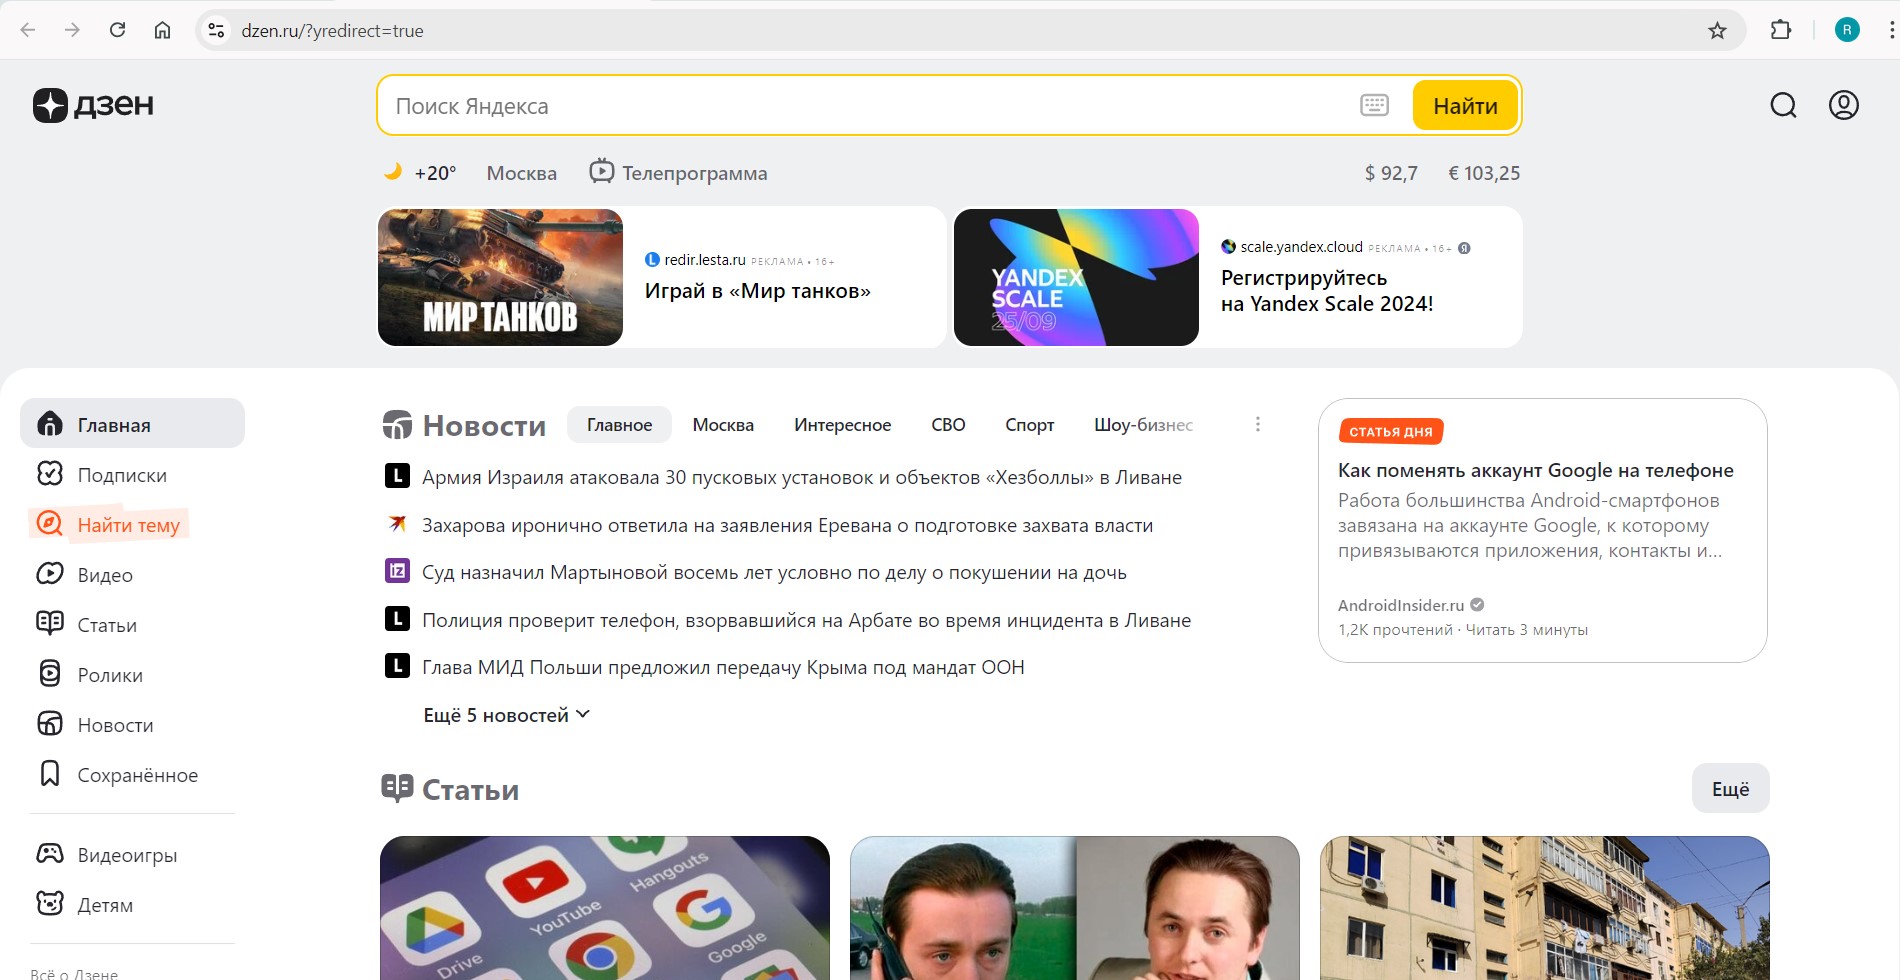 dzen.ru/?yredirect=true
R
дзен
Поиск Яндекса
Найти
+20°
Москва
Телепрограмма
$ 92,7
€ 103,25
МИР ТАНКОВ
redir.lesta.ru РЕКЛАМА • 16+
Играй в «Мир танков»
YANDEX
SCALE
25/09
scale.yandex.cloud РЕКЛАМА • 16+ Я
Регистрируйтесь
на Yandex Scale 2024!
Главная
Подписки
Найти тему
Видео
Статьи
Ролики
Новости
Сохранённое
Видеоигры
Детям
Всё о Дзене
Новости
Главное
Москва
Интересное
СВО
Спорт
Шоу-бизнес
L Армия Израиля атаковала 30 пусковых установок и объектов «Хезболлы» в Ливане
Захарова иронично ответила на заявления Еревана о подготовке захвата власти
iz Суд назначил Мартыновой восемь лет условно по делу о покушении на дочь
L Полиция проверит телефон, взорвавшийся на Арбате во время инцидента в Ливане
L Глава МИД Польши предложил передачу Крыма под мандат ООН
Ещё 5 новостей
СТАТЬЯ ДНЯ
Как поменять аккаунт Google на телефоне
Работа большинства Android-смартфонов
завязана на аккаунте Google, к которому
привязываются приложения, контакты и...
AndroidInsider.ru
1,2К прочтений · Читать 3 минуты
Статьи
Ещё
Hangouts
YouTube
Google
Drive